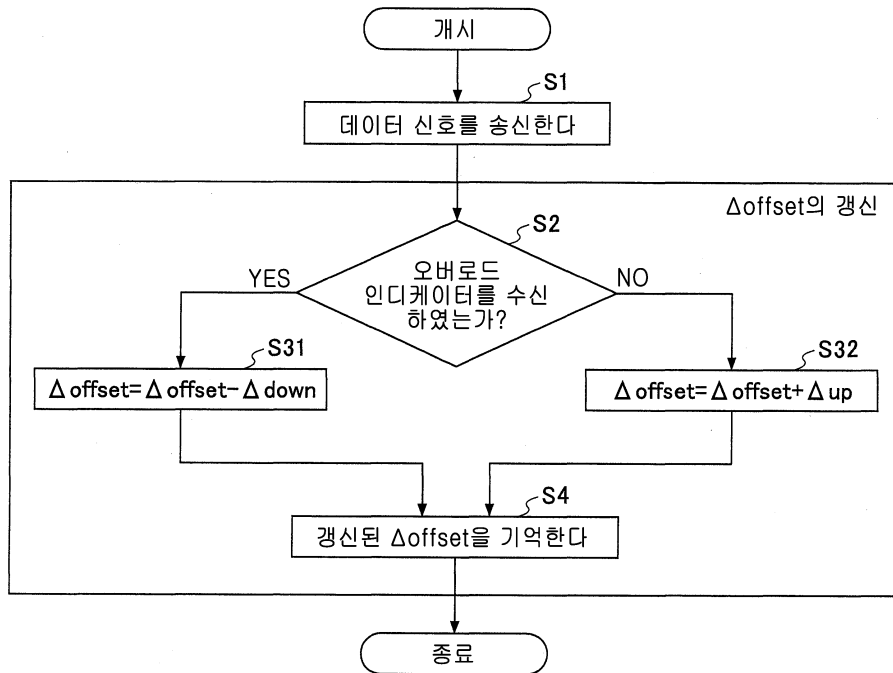 개시
S1
데이터 신호를 송신한다
Δoffset의 갱신
S2
오버로드
인디케이터를 수신
하였는가?
YES
NO
S31
Δoffset=Δoffset-Δdown
S32
Δoffset=Δoffset+Δup
S4
갱신된 Δoffset을 기억한다
종료